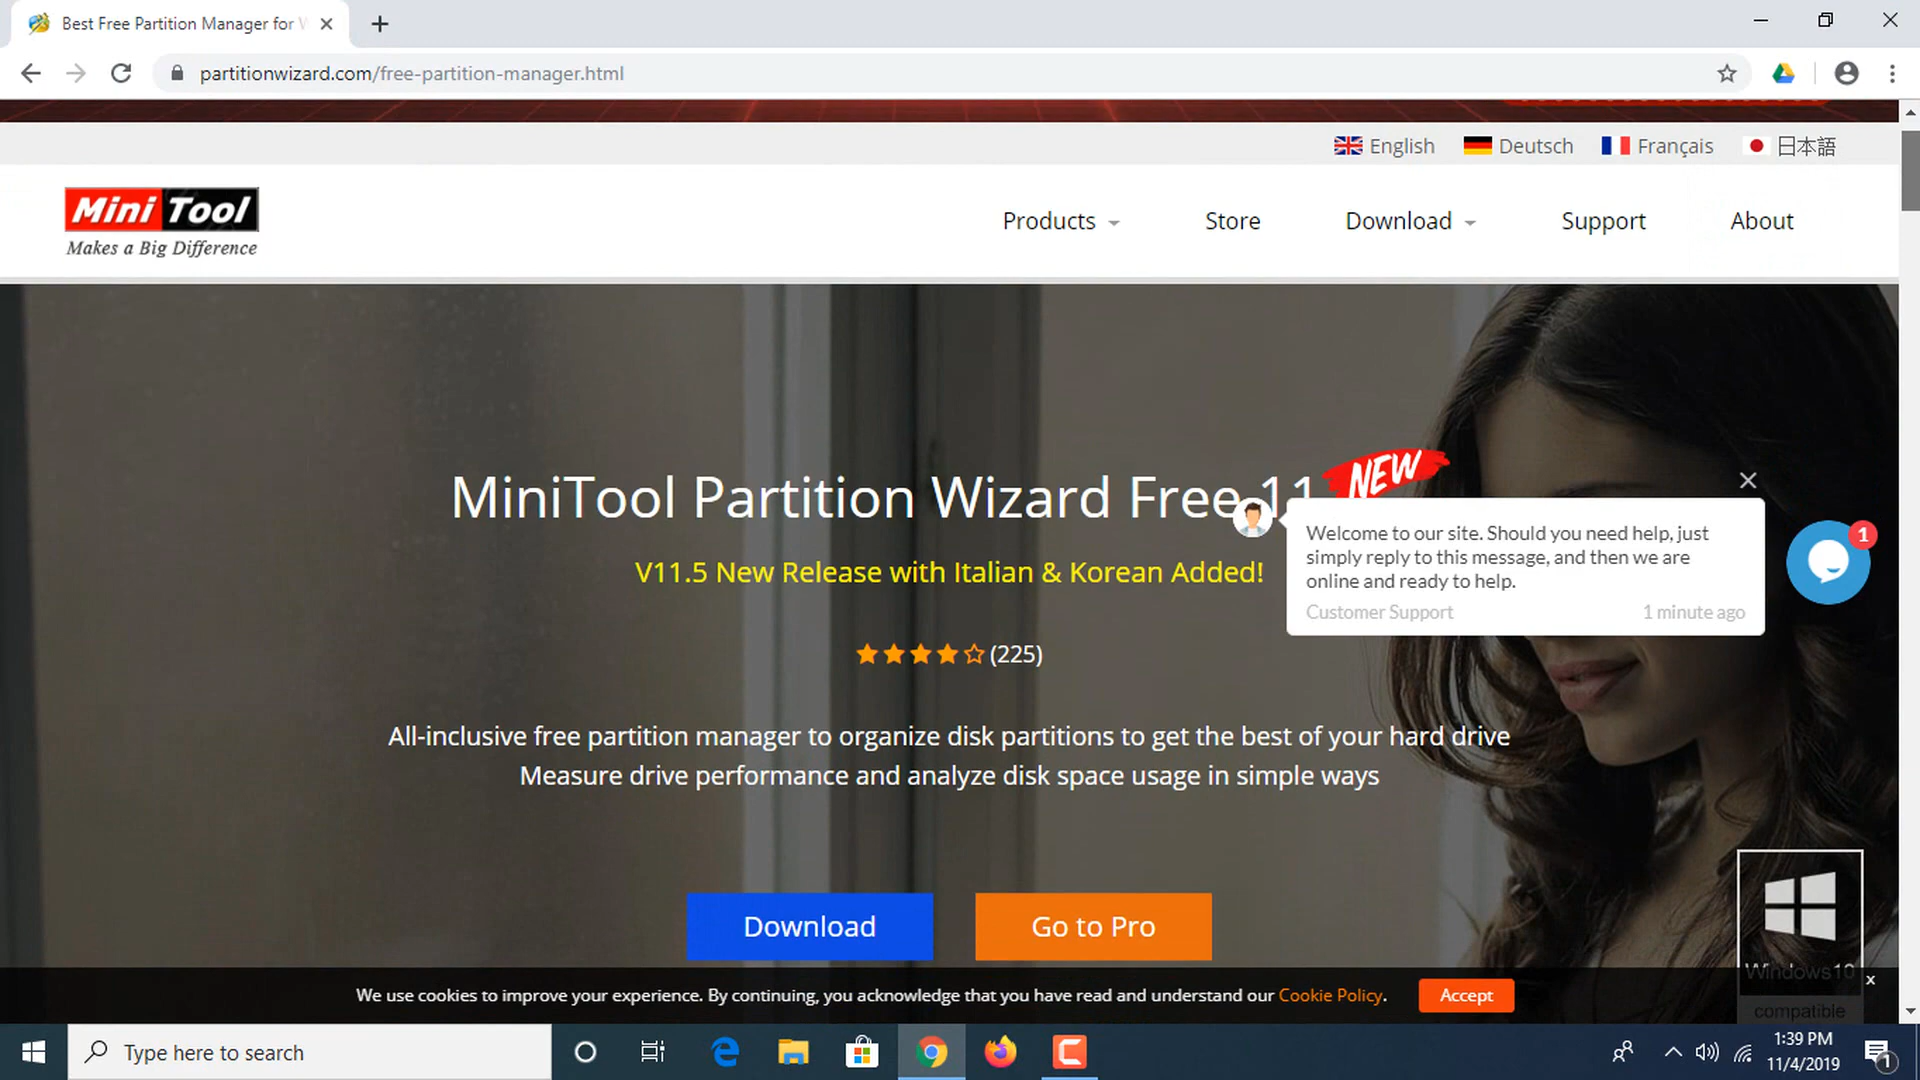 Best Free Partition Manager for W
partitionwizard.com/free-partition-manager.html
English
Deutsch
Français
日本語
Mini Tool
Makes a Big Difference
Products
Store
Download
Support
About
MiniTool Partition Wizard Free 11
NEW
V11.5 New Release with Italian & Korean Added!
(225)
Welcome to our site. Should you need help, just
simply reply to this message, and then we are
online and ready to help.
Customer Support 1 minute ago
1
All-inclusive free partition manager to organize disk partitions to get the best of your hard drive
Measure drive performance and analyze disk space usage in simple ways
Download
Go to Pro
Windows10
compatible
We use cookies to improve your experience. By continuing, you acknowledge that you have read and understand our Cookie Policy.
Accept
x
Type here to search
1:39 PM
11/4/2019
1